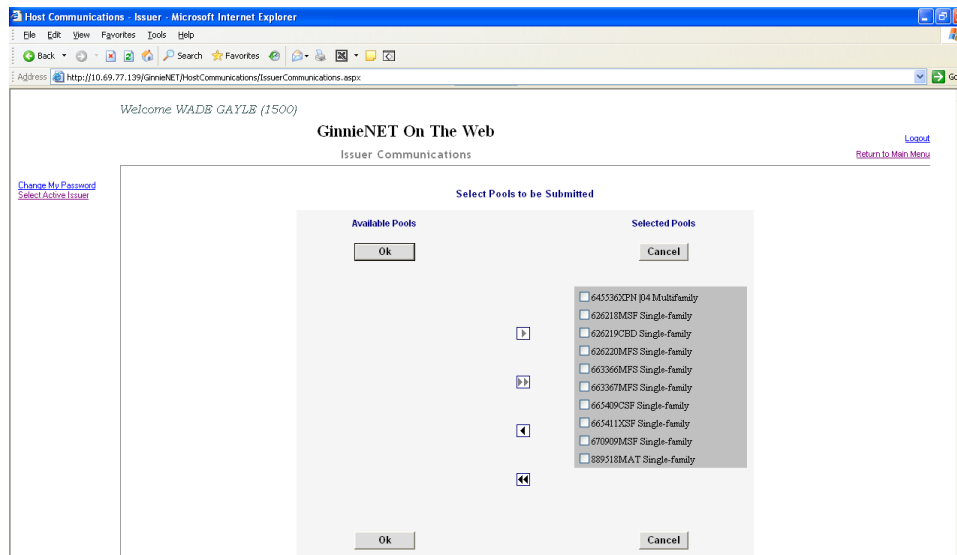 Host Communications - Issuer - Microsoft Internet Explorer
File Edit View Favorites Tools Help
Back Search Favorites
Address http://10.69.77.139/GinnieNET/HostCommunications/IssuerCommunications.aspx Go
Welcome WADE GAYLE (1500)
GinnieNET On The Web
Logout
Issuer Communications
Return to Main Menu
Change My Password
Select Active Issuer
Select Pools to be Submitted
Available Pools Selected Pools
Ok Cancel
645536XPN |04 Multifamily
626218MSF Single-family
626219CBD Single-family
626220MFS Single-family
663366MFS Single-family
663367MFS Single-family
665409CSF Single-family
665411XSF Single-family
670909MSF Single-family
889518MAT Single-family
Ok Cancel